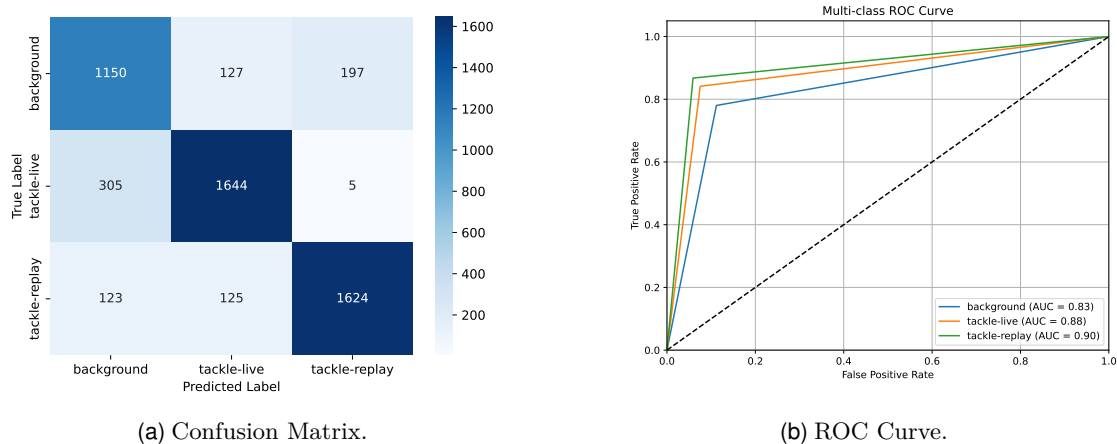 background
tackle-live
tackle-replay
True Label
1150 127 197
305 1644 5
123 125 1624
background tackle-live tackle-replay
Predicted Label
1600
1400
1200
1000
800
600
400
200
(a) Confusion Matrix.
Multi-class ROC Curve
True Positive Rate
1.0
0.8
0.6
0.4
0.2
0.0
0.0 0.2 0.4 0.6 0.8 1.0
False Positive Rate
background (AUC = 0.83)
tackle-live (AUC = 0.88)
tackle-replay (AUC = 0.90)
(b) ROC Curve.